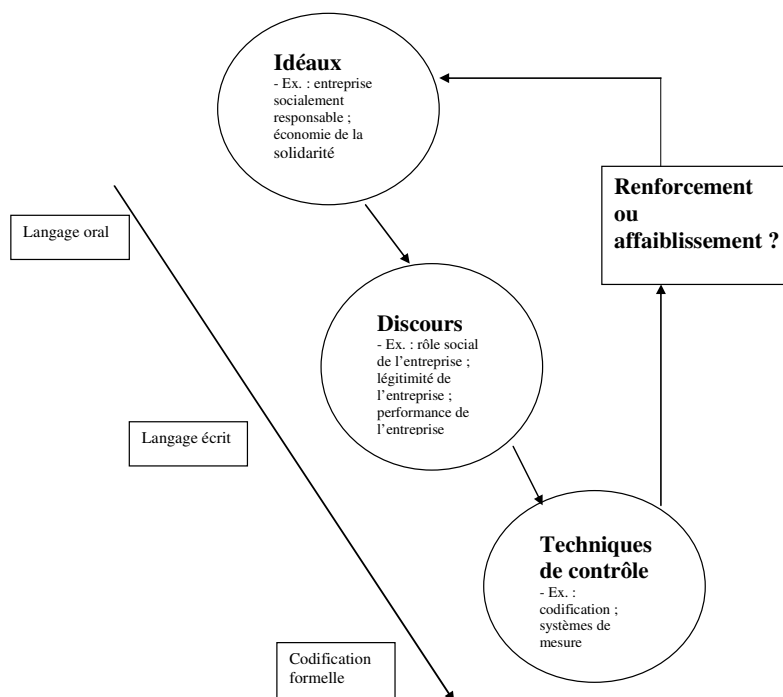 Idéaux
- Ex. : entreprise
socialement
responsable ;
économie de la
solidarité
Renforcement
ou
affaiblissement ?
Langage oral
Discours
- Ex. : rôle social
de l’entreprise ;
légitimité de
l’entreprise ;
performance de
l’entreprise
Langage écrit
Techniques
de contrôle
- Ex. :
codification ;
systèmes de
mesure
Codification
formelle